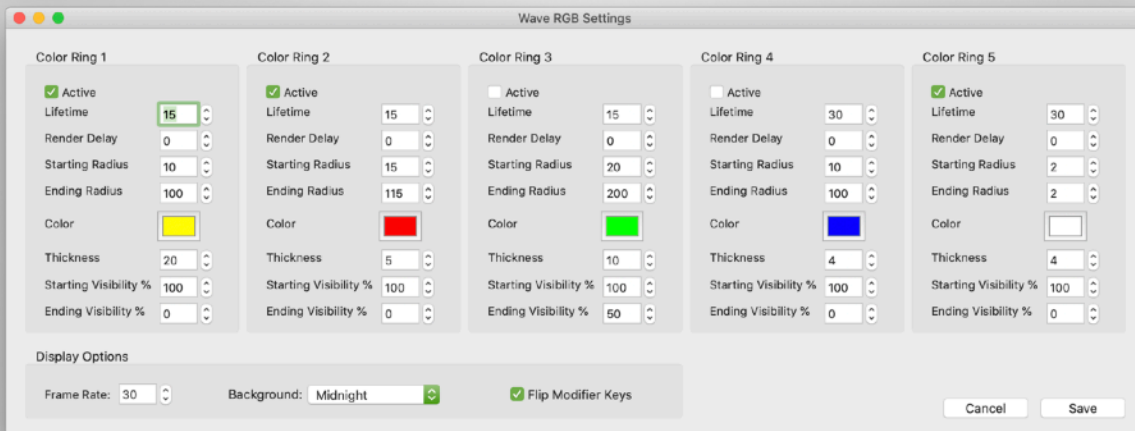 Wave RGB Settings
Color Ring 1 Color Ring 2 Color Ring 3 Color Ring 4 Color Ring 5
Active Active Active Active Active
Lifetime 15 Lifetime 15 Lifetime 15 Lifetime 30 Lifetime 30
Render Delay 0 Render Delay 0 Render Delay 0 Render Delay 0 Render Delay 0
Starting Radius 10 Starting Radius 15 Starting Radius 20 Starting Radius 10 Starting Radius 2
Ending Radius 100 Ending Radius 115 Ending Radius 200 Ending Radius 100 Ending Radius 2
Color Color Color Color Color
Thickness 20 Thickness 5 Thickness 10 Thickness 4 Thickness 4
Starting Visibility % 100 Starting Visibility % 100 Starting Visibility % 100 Starting Visibility % 100 Starting Visibility % 100
Ending Visibility % 0 Ending Visibility % 0 Ending Visibility % 50 Ending Visibility % 0 Ending Visibility % 0
Display Options
Frame Rate: 30 Background: Midnight Flip Modifier Keys
Cancel Save